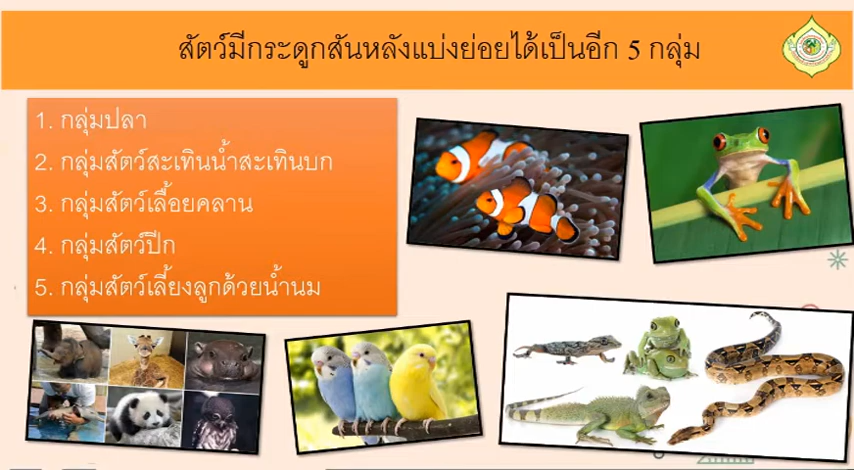 สัตว์มีกระดูกสันหลังแบ่งย่อยได้เป็นอีก 5 กลุ่ม
1. กลุ่มปลา
2. กลุ่มสัตว์สะเทินน้ำสะเทินบก
3. กลุ่มสัตว์เลื้อยคลาน
4. กลุ่มสัตว์ปีก
5. กลุ่มสัตว์เลี้ยงลูกด้วยน้ำนม